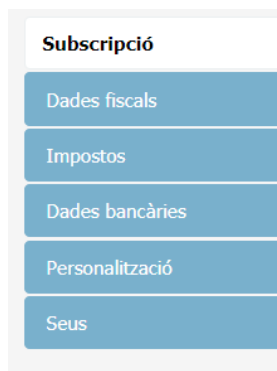 Subscripció
Dades fiscals
Impostos
Dades bancàries
Personalització
Seus